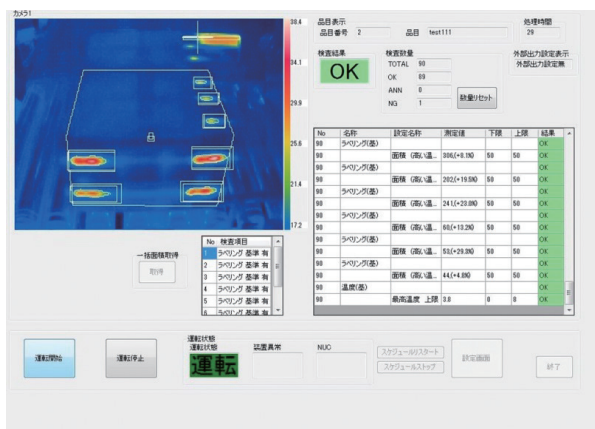 カメラ1
38.4
34.1
29.9
25.6
21.4
17.2
品目表示
品目番号 2 品目 test111
処理時間
29
検査結果
OK
検査数量
TOTAL 90
OK 89
ANN 0
NG 1
数量リセット
外部出力設定表示
外部出力設定無
No 名称 設定名称 測定値 下限 上限 結果
90 ラベリング(基) OK
90 面積 (高い温... 306,(+8.1%) 50 50 OK
90 ラベリング(基) OK
90 面積 (高い温... 202,(+19.5%) 50 50 OK
90 ラベリング(基) OK
90 面積 (高い温... 241,(+20.8%) 50 50 OK
90 ラベリング(基) OK
90 面積 (高い温... 60,(+13.2%) 50 50 OK
90 ラベリング(基) OK
90 面積 (高い温... 53,(+29.3%) 50 50 OK
90 ラベリング(基) OK
90 面積 (高い温... 44,(+4.8%) 50 50 OK
90 温度(基) OK
90 最高温度 上限 3.8 0 8 OK
一括面積取得
取得
No 検査項目
1 ラベリング 基準 有
2 ラベリング 基準 有
3 ラベリング 基準 有
4 ラベリング 基準 有
5 ラベリング 基準 有
6 ラベリング 基準 有
運転開始
運転停止
運転状態
運転状態
運転
装置異常
NUC
スケジュールリスタート
スケジュールストップ
設定画面
終了